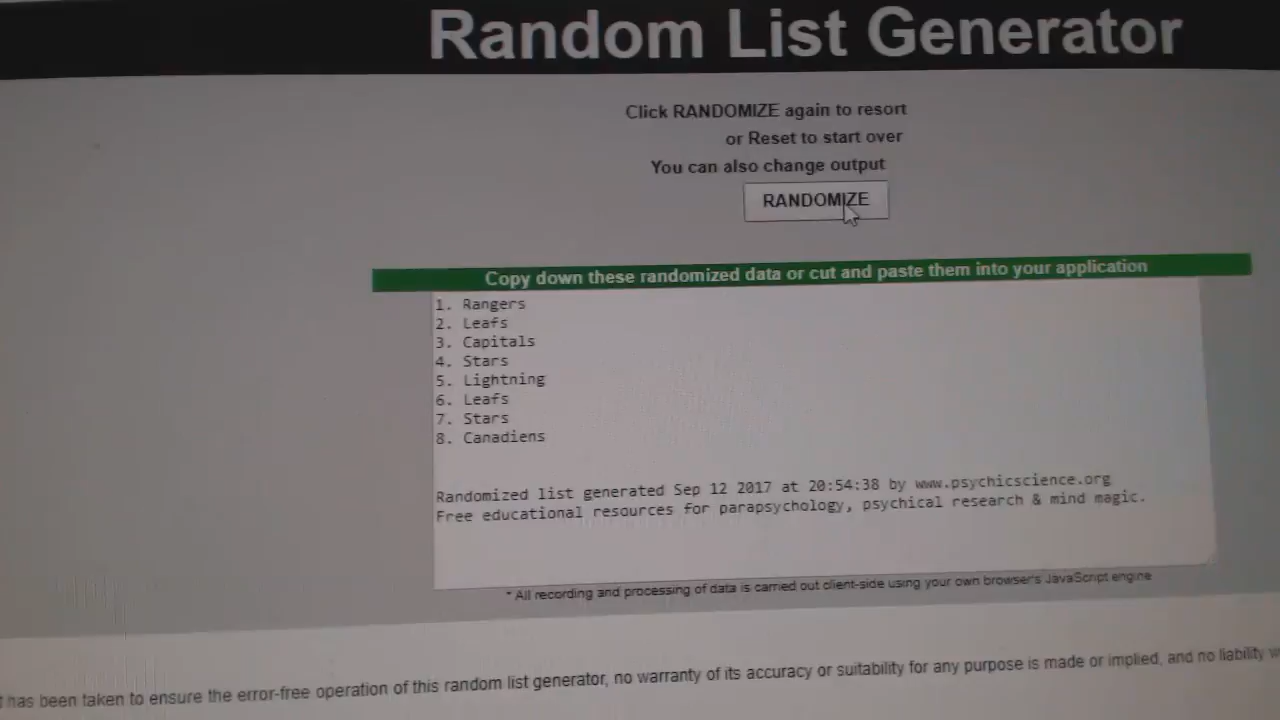 Random List Generator
Click RANDOMIZE again to resort
or Reset to start over
You can also change output
RANDOMIZE
Copy down these randomized data or cut and paste them into your application
1. Rangers
2. Leafs
3. Capitals
4. Stars
5. Lightning
6. Leafs
7. Stars
8. Canadiens
Randomized list generated Sep 12 2017 at 20:54:38 by www.psychicscience.org
Free educational resources for parapsychology, psychical research & mind magic.
* All recording and processing of data is carried out client-side using your own browser's JavaScript engine
has been taken to ensure the error-free operation of this random list generator, no warranty of its accuracy or suitability for any purpose is made or implied, and no liability